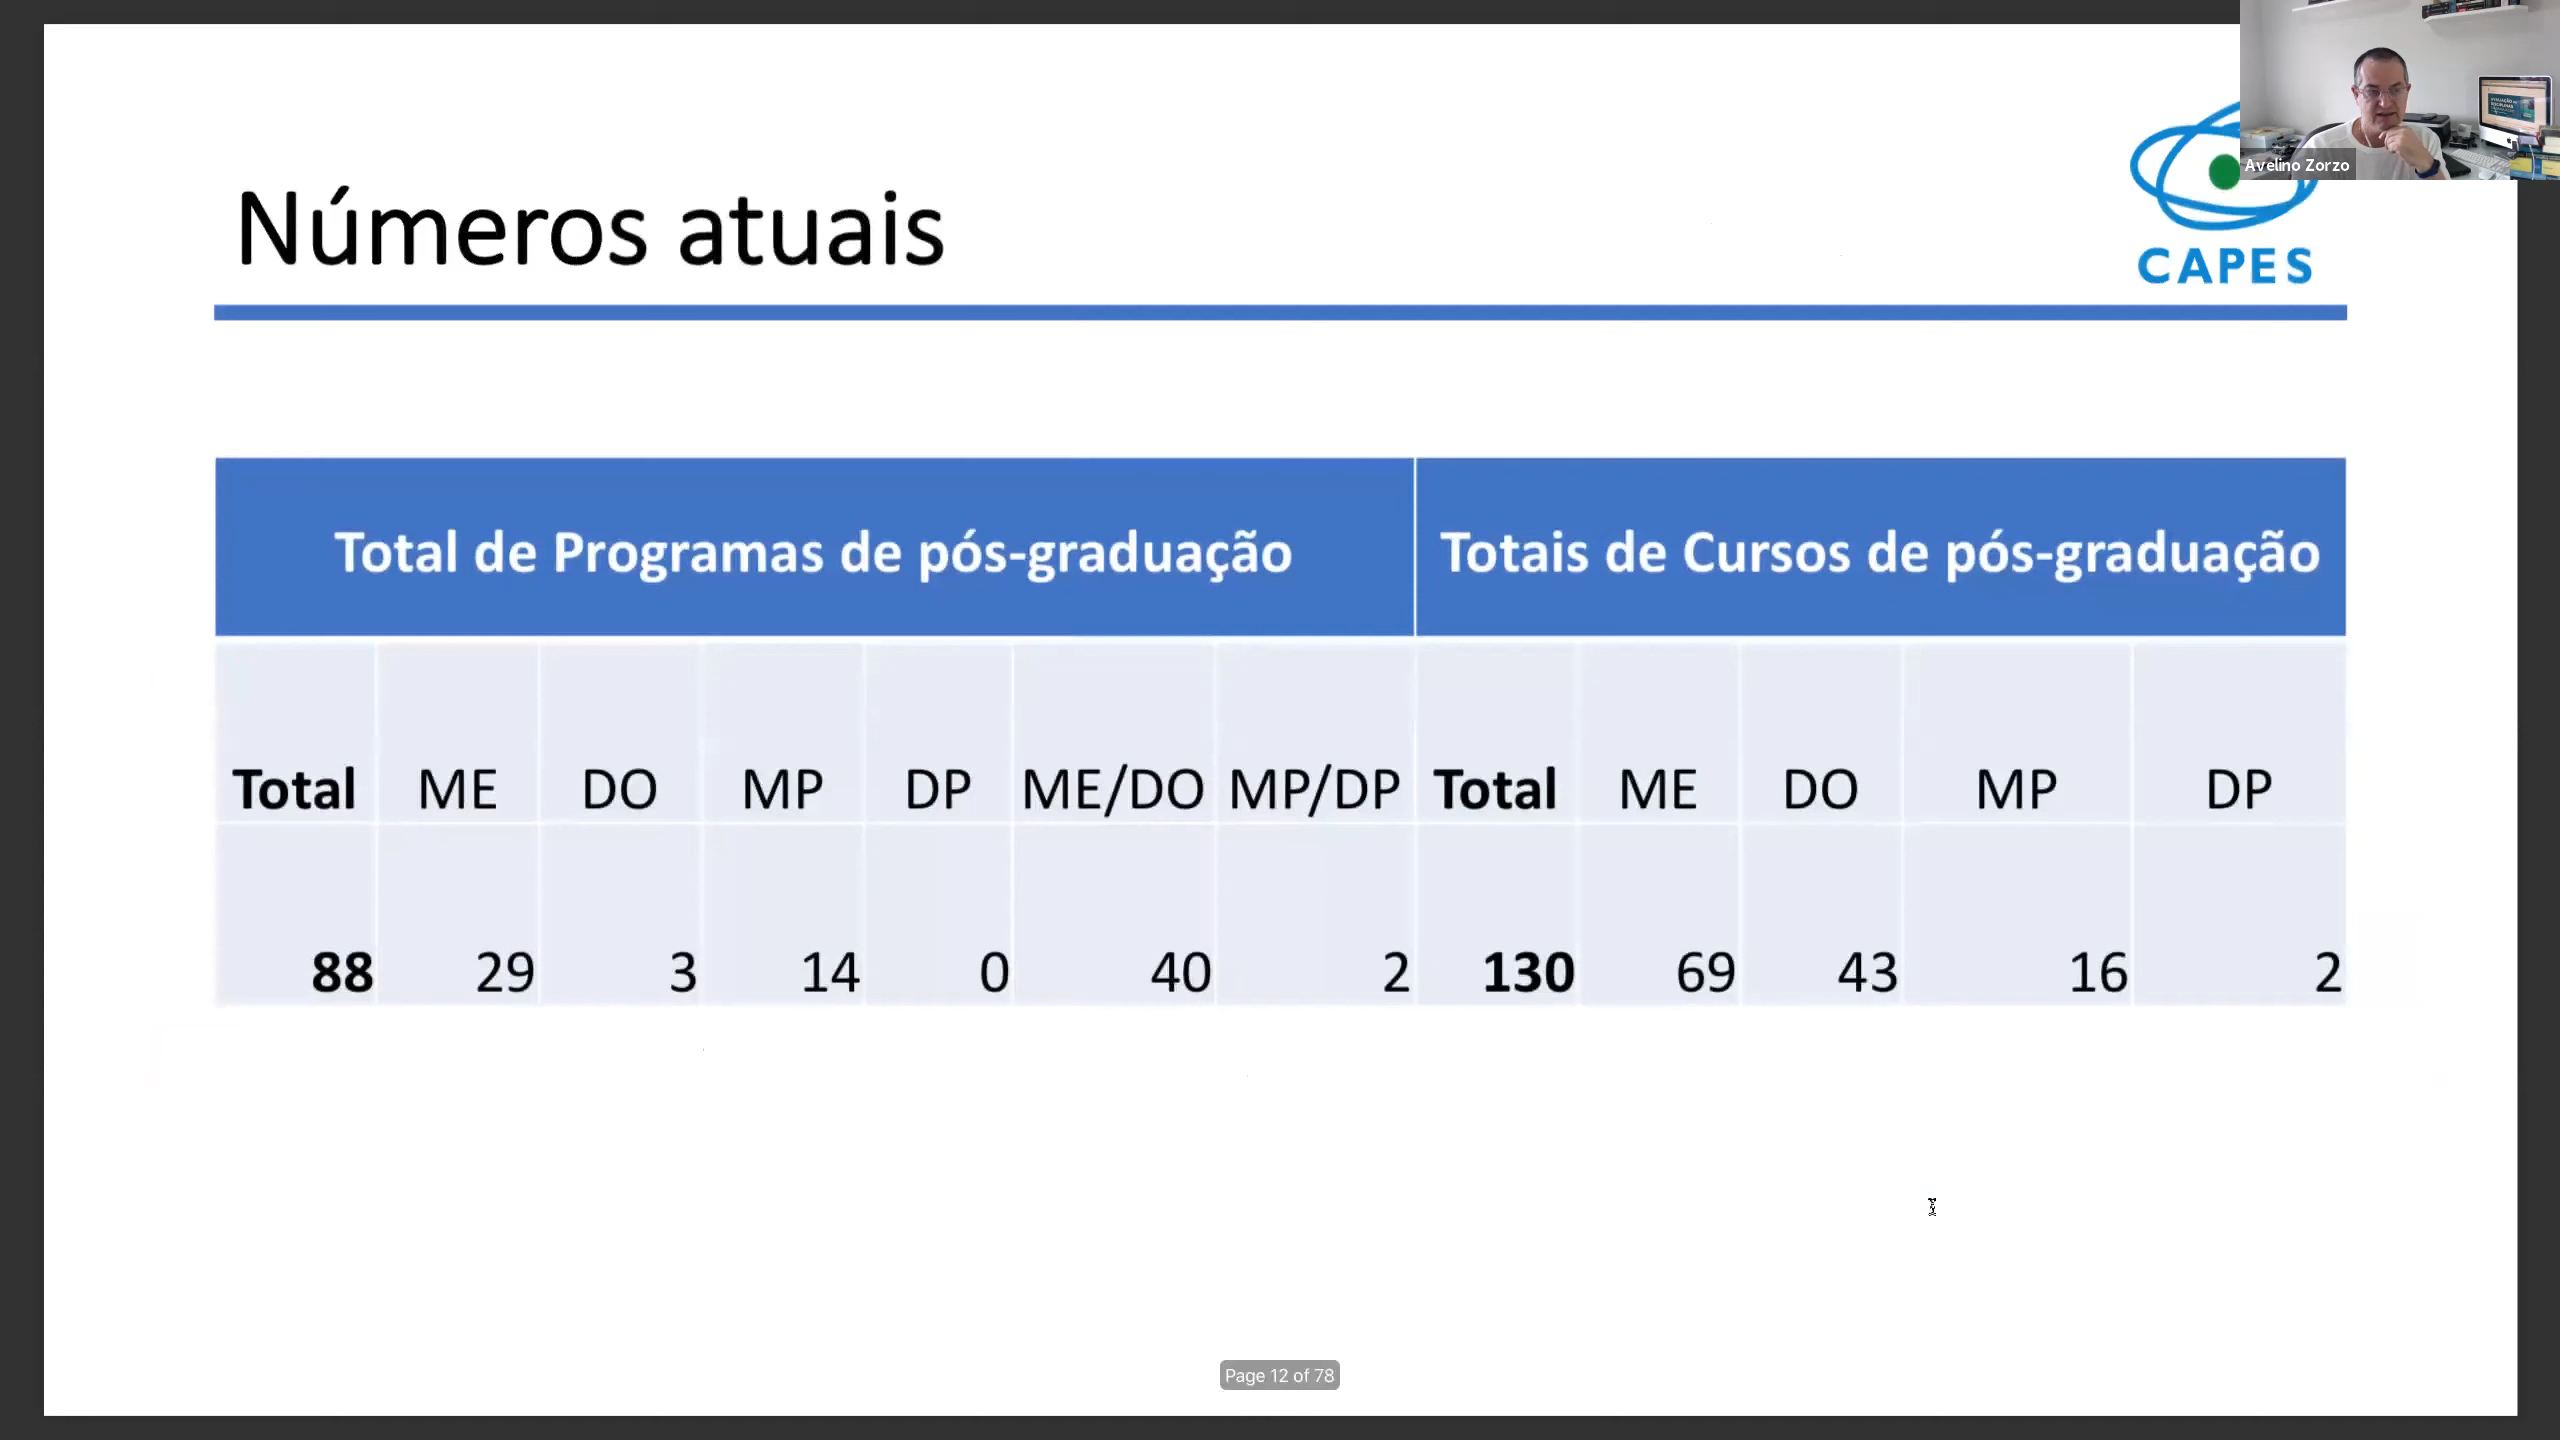 Avelino Zorzo
Números atuais
CAPES
Total de Programas de pós-graduação Totais de Cursos de pós-graduação
Total ME DO MP DP ME/DO MP/DP Total ME DO MP DP
88 29 3 14 0 40 2 130 69 43 16 2
Page 12 of 78